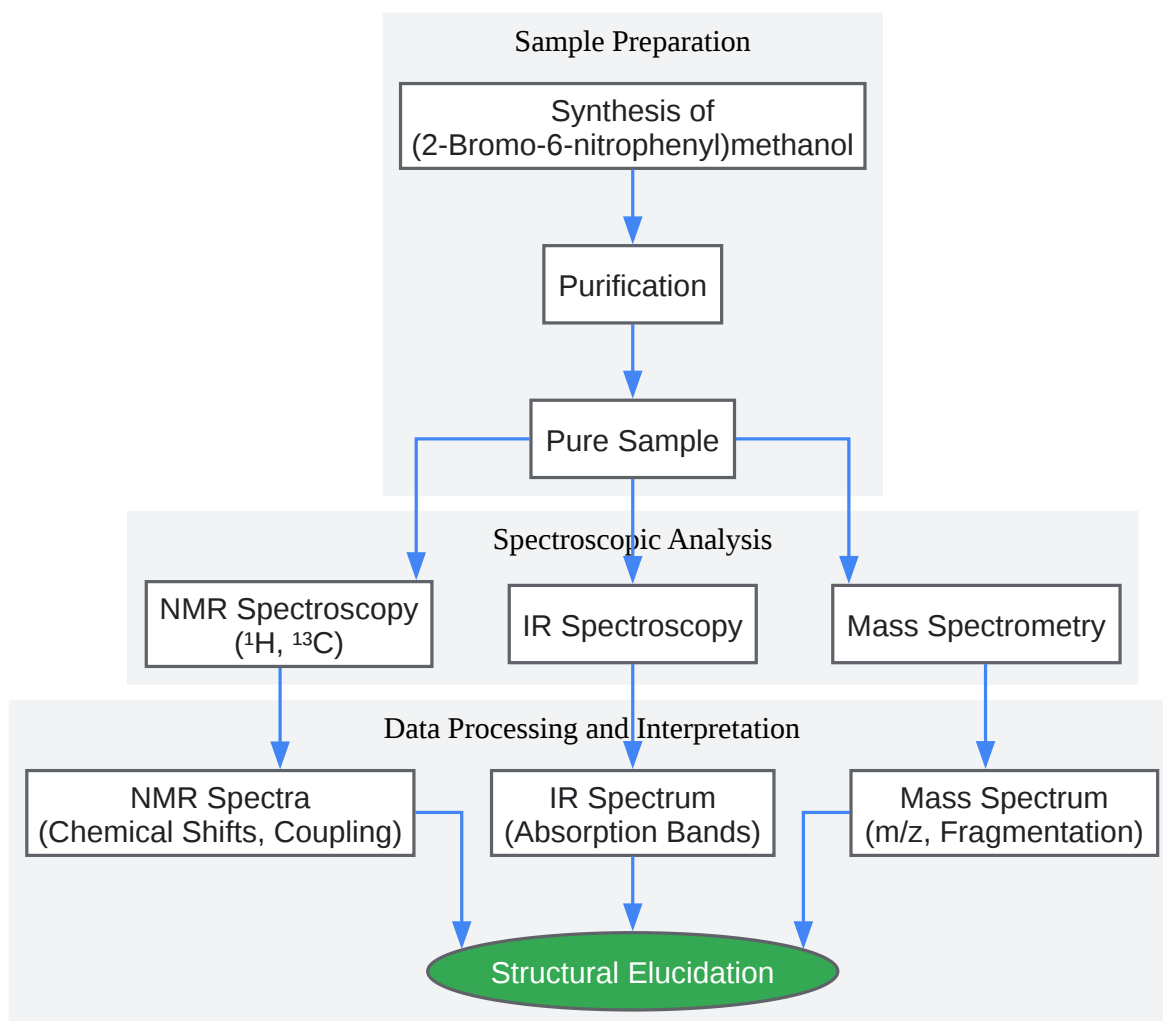 Sample Preparation
Synthesis of
(2-Bromo-6-nitrophenyl)methanol
Purification
Pure Sample
Spectroscopic Analysis
NMR Spectroscopy
(¹H, ¹³C)
IR Spectroscopy
Mass Spectrometry
Data Processing and Interpretation
NMR Spectra
(Chemical Shifts, Coupling)
IR Spectrum
(Absorption Bands)
Mass Spectrum
(m/z, Fragmentation)
Structural Elucidation